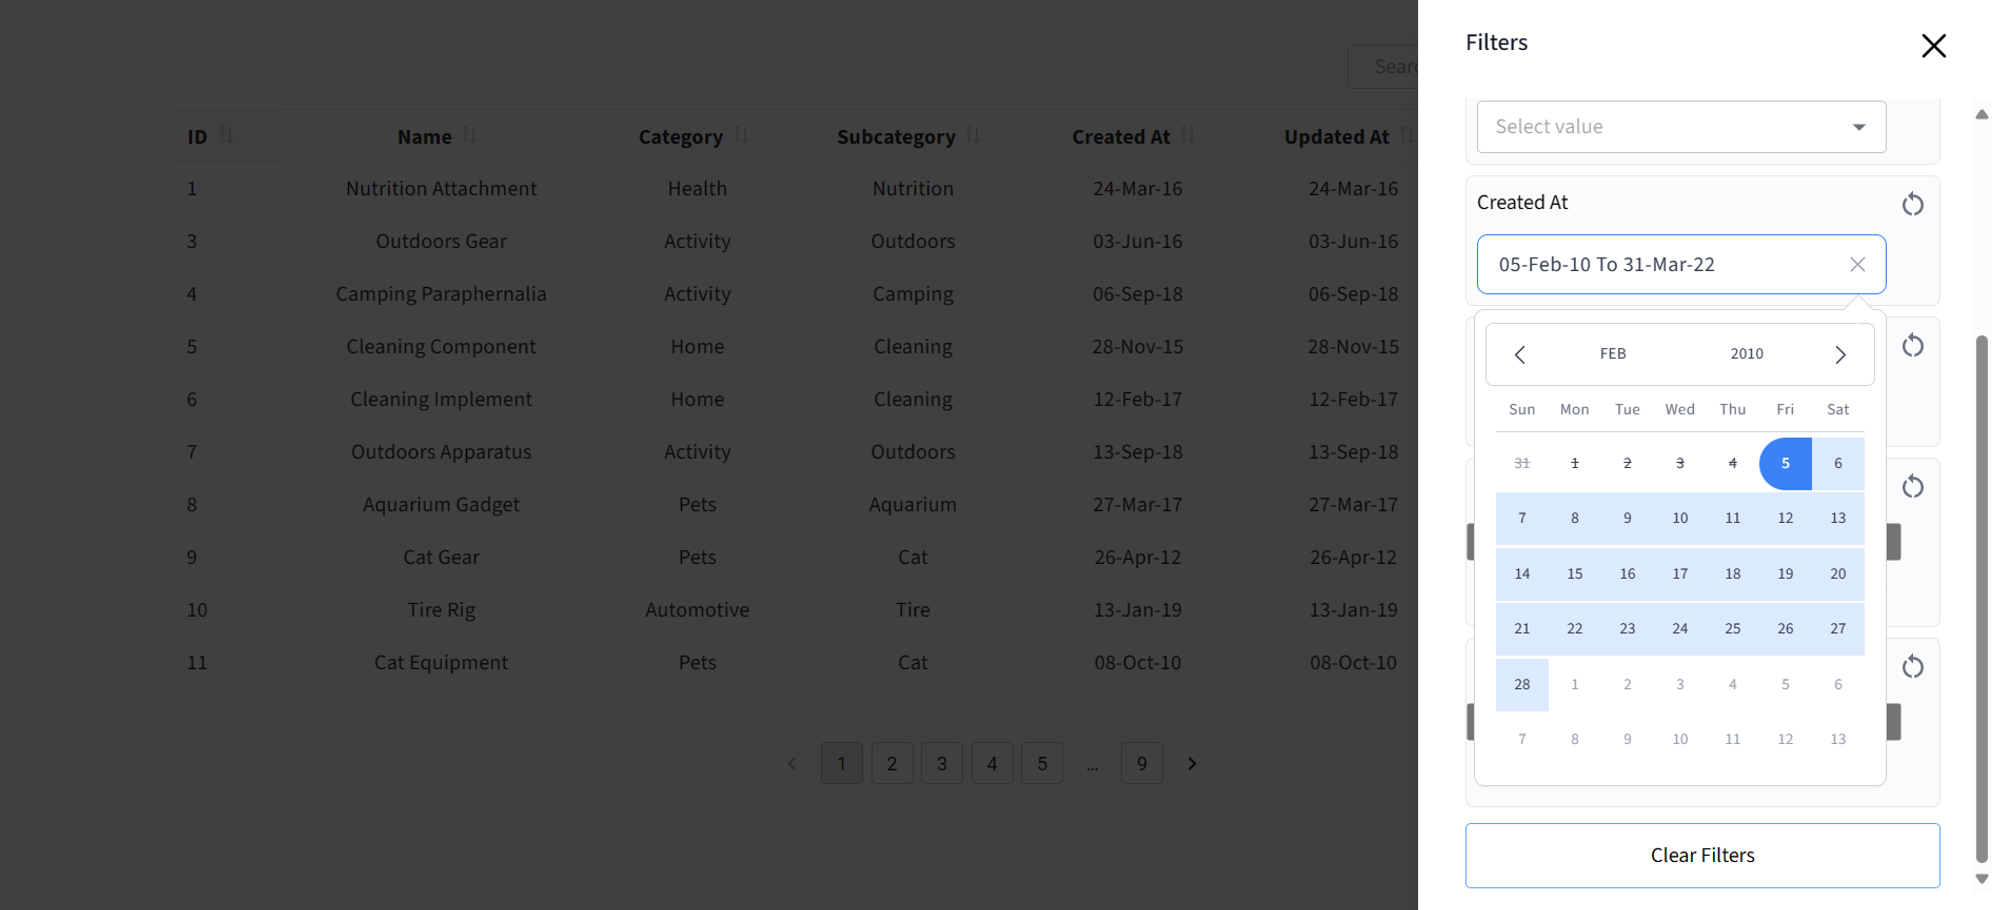 Filters
Sear
Select value
ID Name Category Subcategory Created At Updated At
1 Nutrition Attachment Health Nutrition 24-Mar-16 24-Mar-16
3 Outdoors Gear Activity Outdoors 03-Jun-16 03-Jun-16
4 Camping Paraphernalia Activity Camping 06-Sep-18 06-Sep-18
5 Cleaning Component Home Cleaning 28-Nov-15 28-Nov-15
6 Cleaning Implement Home Cleaning 12-Feb-17 12-Feb-17
7 Outdoors Apparatus Activity Outdoors 13-Sep-18 13-Sep-18
8 Aquarium Gadget Pets Aquarium 27-Mar-17 27-Mar-17
9 Cat Gear Pets Cat 26-Apr-12 26-Apr-12
10 Tire Rig Automotive Tire 13-Jan-19 13-Jan-19
11 Cat Equipment Pets Cat 08-Oct-10 08-Oct-10
1 2 3 4 5 ... 9
Created At
05-Feb-10 To 31-Mar-22
FEB 2010
Sun Mon Tue Wed Thu Fri Sat
31 1 2 3 4 5 6
7 8 9 10 11 12 13
14 15 16 17 18 19 20
21 22 23 24 25 26 27
28 1 2 3 4 5 6
7 8 9 10 11 12 13
Clear Filters